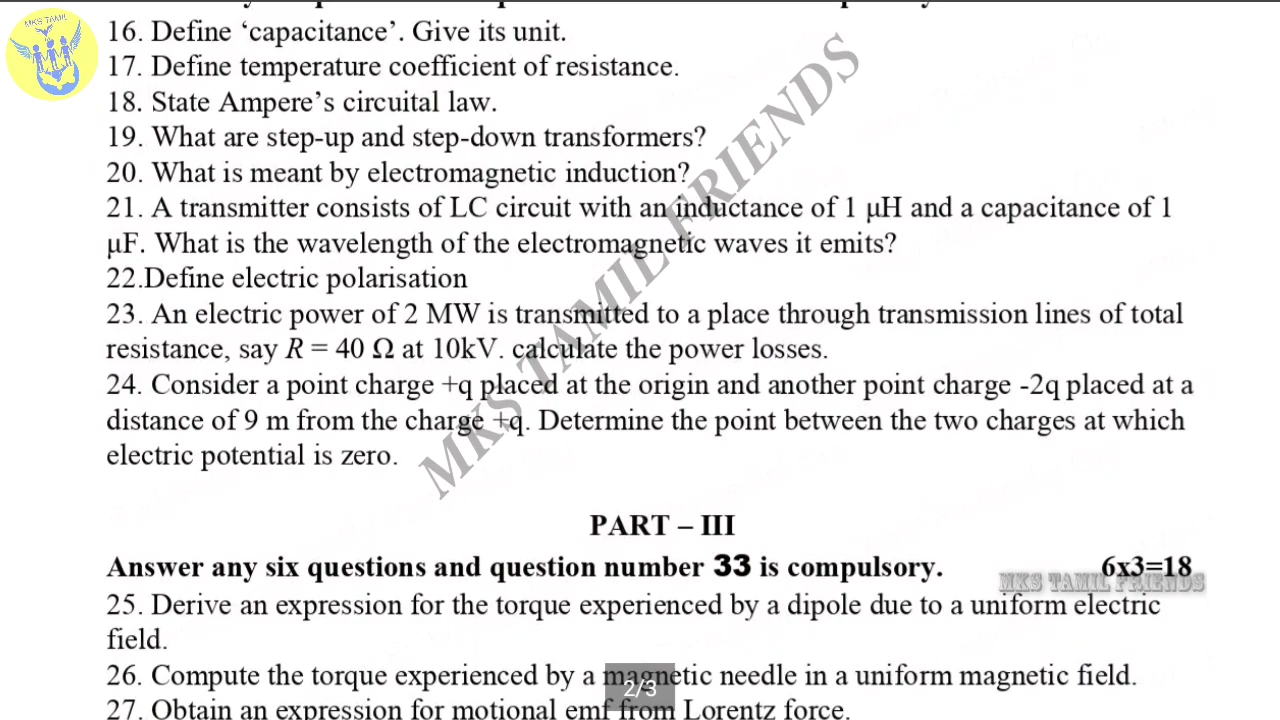 MKS TAMIL
16. Define ‘capacitance’. Give its unit.
17. Define temperature coefficient of resistance.
18. State Ampere’s circuital law.
19. What are step-up and step-down transformers?
20. What is meant by electromagnetic induction?
21. A transmitter consists of LC circuit with an inductance of 1 μH and a capacitance of 1
μF. What is the wavelength of the electromagnetic waves it emits?
22.Define electric polarisation
23. An electric power of 2 MW is transmitted to a place through transmission lines of total
resistance, say R = 40 Ω at 10kV. calculate the power losses.
24. Consider a point charge +q placed at the origin and another point charge -2q placed at a
distance of 9 m from the charge +q. Determine the point between the two charges at which
electric potential is zero.
MKS TAMIL FRIENDS
PART – III
Answer any six questions and question number 33 is compulsory. 6x3=18
MKS TAMIL FRIENDS
25. Derive an expression for the torque experienced by a dipole due to a uniform electric
field.
26. Compute the torque experienced by a magnetic needle in a uniform magnetic field.
2/3
27. Obtain an expression for motional emf from Lorentz force.